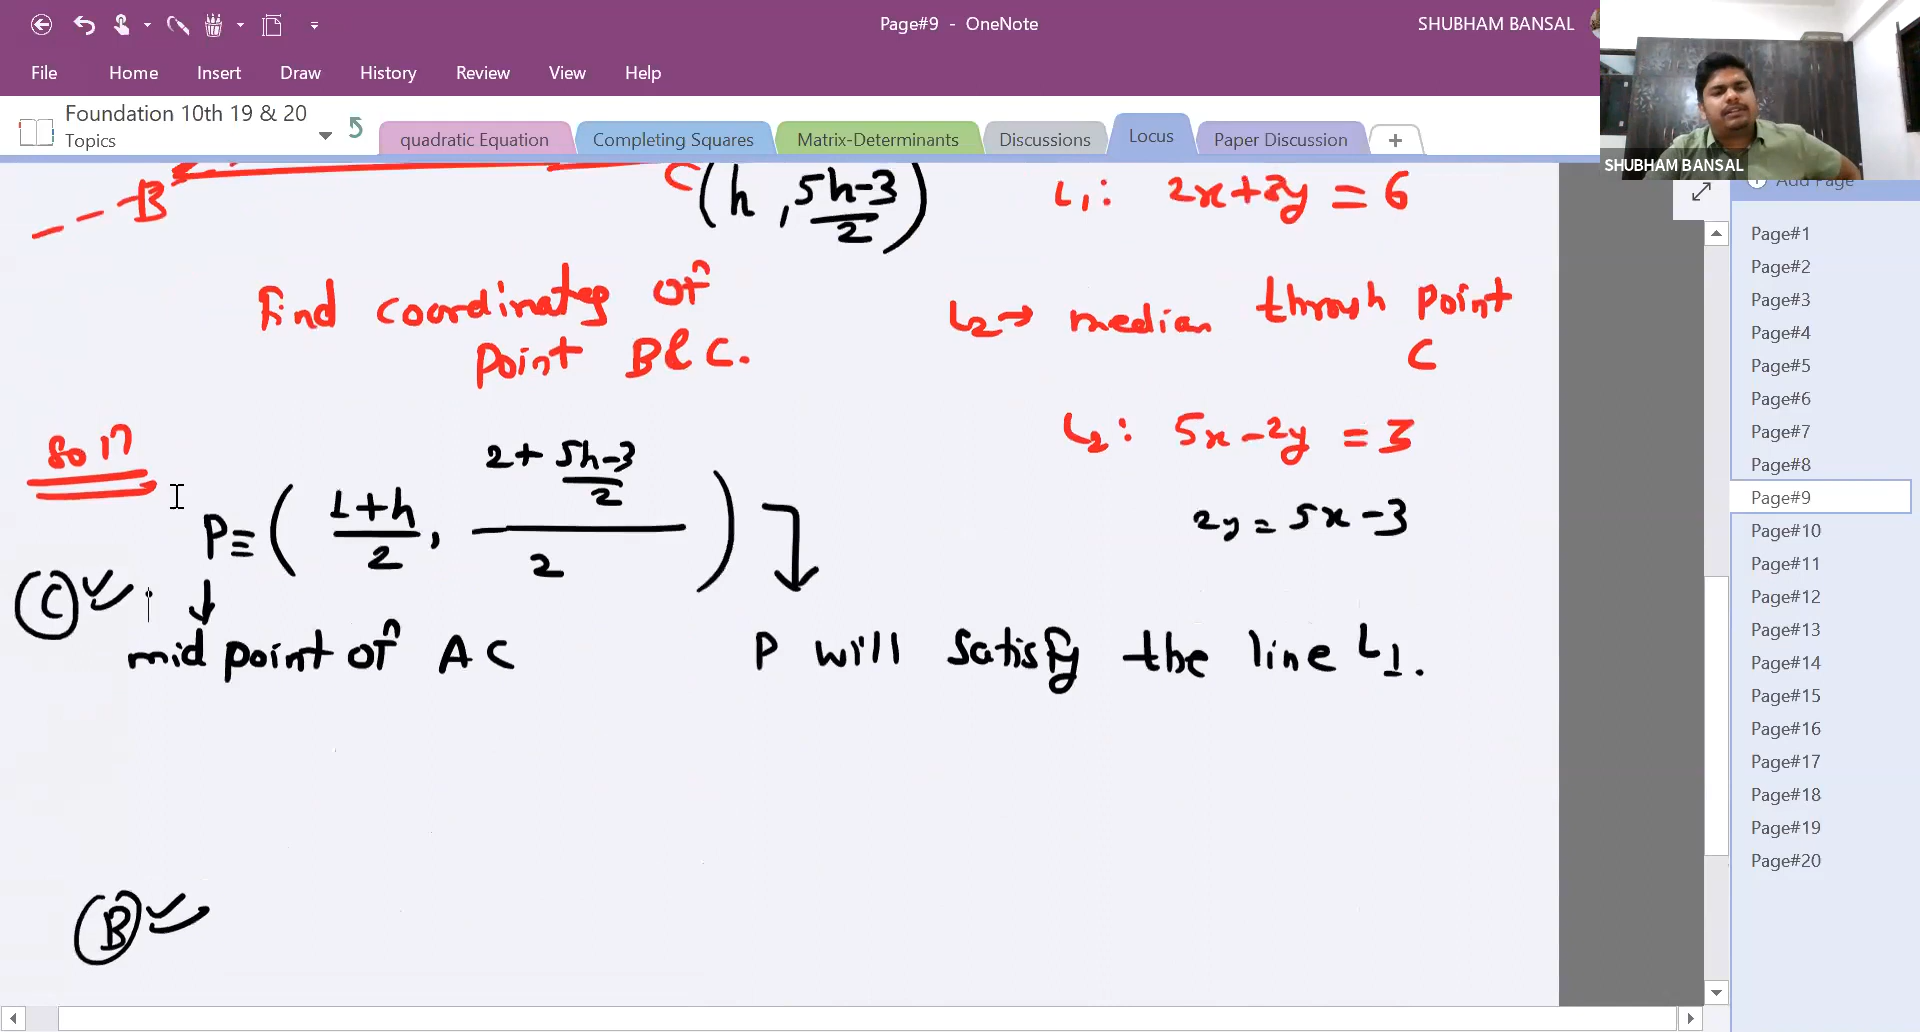 Page#9 - OneNote
SHUBHAM BANSAL
File Home Insert Draw History Review View Help
Foundation 10th 19 & 20
Topics
quadratic Equation Completing Squares Matrix-Determinants Discussions Locus Paper Discussion +
SHUBHAM BANSAL
Add Page
B
C (h, (5h-3)/2)
L1: 2x+3y = 6
Find coordinates of
Point B & C.
L2 → median throuh point
C
L2: 5x-2y = 3
2y = 5x-3
Soln
P ≡ ( (1+h)/2, (2 + (5h-3)/2)/2 )
C
mid point of AC
P will satisfy the line L1.
B
Page#1
Page#2
Page#3
Page#4
Page#5
Page#6
Page#7
Page#8
Page#9
Page#10
Page#11
Page#12
Page#13
Page#14
Page#15
Page#16
Page#17
Page#18
Page#19
Page#20